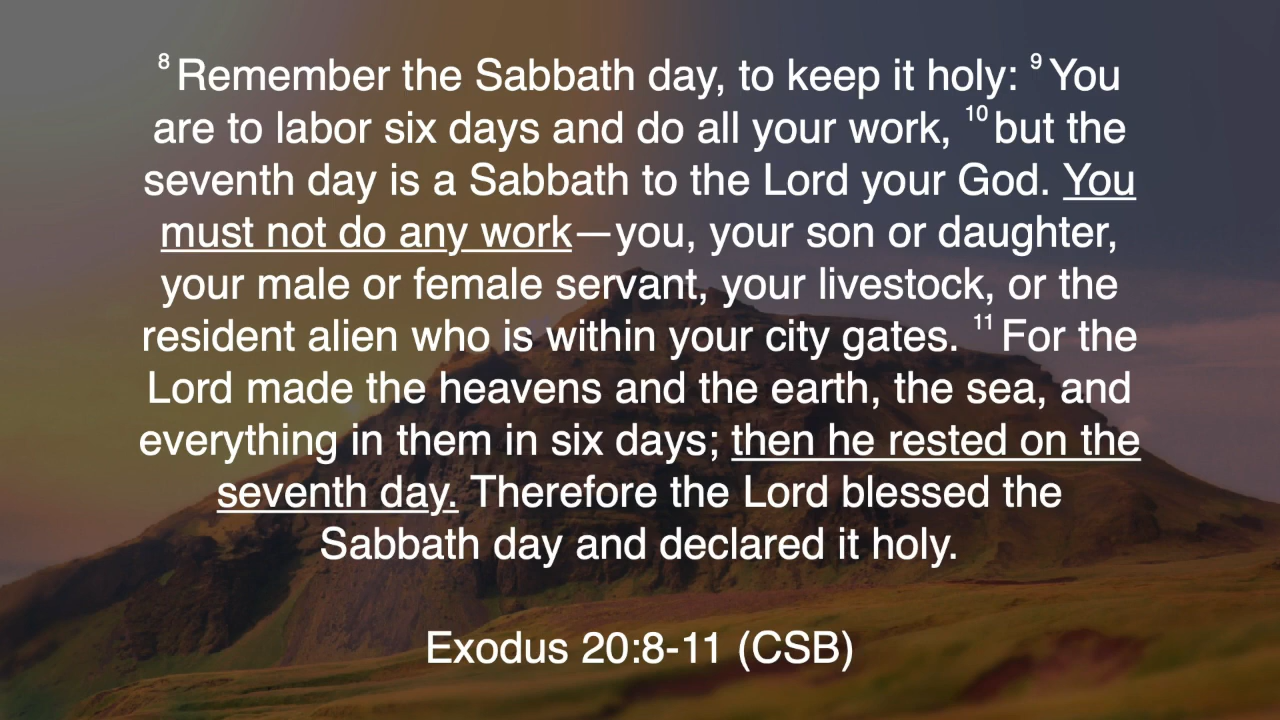 8 Remember the Sabbath day, to keep it holy: 9 You
are to labor six days and do all your work, 10 but the
seventh day is a Sabbath to the Lord your God. You
must not do any work—you, your son or daughter,
your male or female servant, your livestock, or the
resident alien who is within your city gates. 11 For the
Lord made the heavens and the earth, the sea, and
everything in them in six days; then he rested on the
seventh day. Therefore the Lord blessed the
Sabbath day and declared it holy.
Exodus 20:8-11 (CSB)